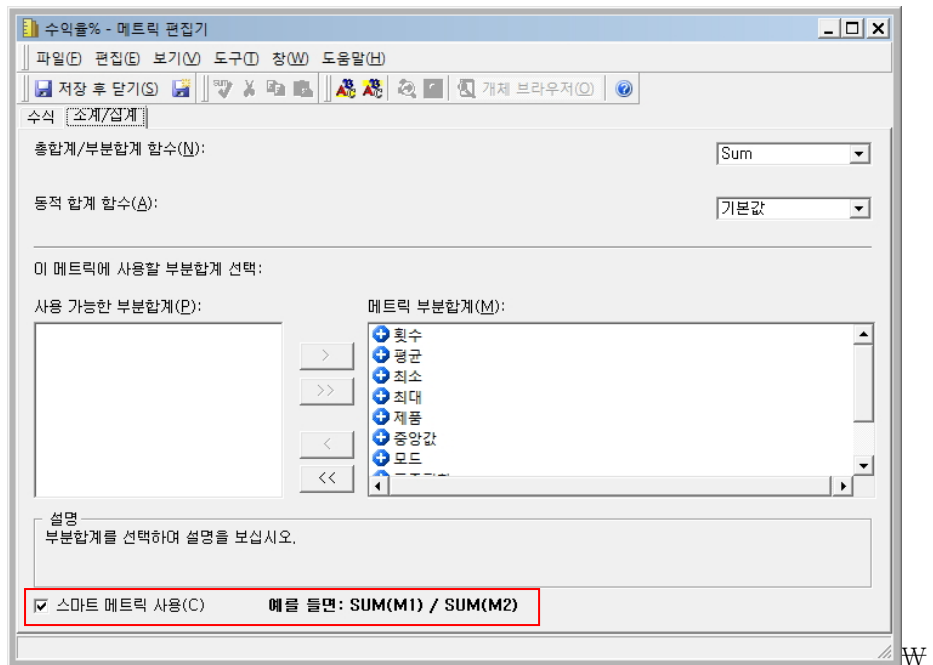 수익율% - 메트릭 편집기
파일(F) 편집(E) 보기(V) 도구(T) 창(W) 도움말(H)
저장 후 닫기(S) 개체 브라우저(O)
수식 소계/집계
총합계/부분합계 함수(N): Sum
동적 합계 함수(A): 기본값
이 메트릭에 사용할 부분합계 선택:
사용 가능한 부분합계(P): 메트릭 부분합계(M):
횟수
평균
>
최소
>>
최대
제품
<
중앙값
모드
<<
설명
부분합계를 선택하여 설명을 보십시오.
스마트 메트릭 사용(C) 예를 들면: SUM(M1) / SUM(M2)
₩